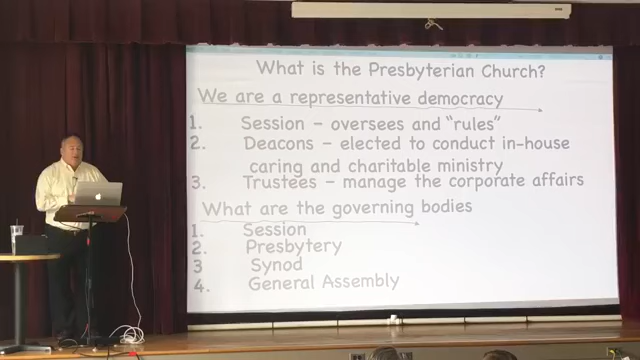 What is the Presbyterian Church?
We are a representative democracy
1. Session - oversees and "rules"
2. Deacons - elected to conduct in-house
caring and charitable ministry
3. Trustees - manage the corporate affairs
What are the governing bodies
1. Session
2. Presbytery
3 Synod
4. General Assembly